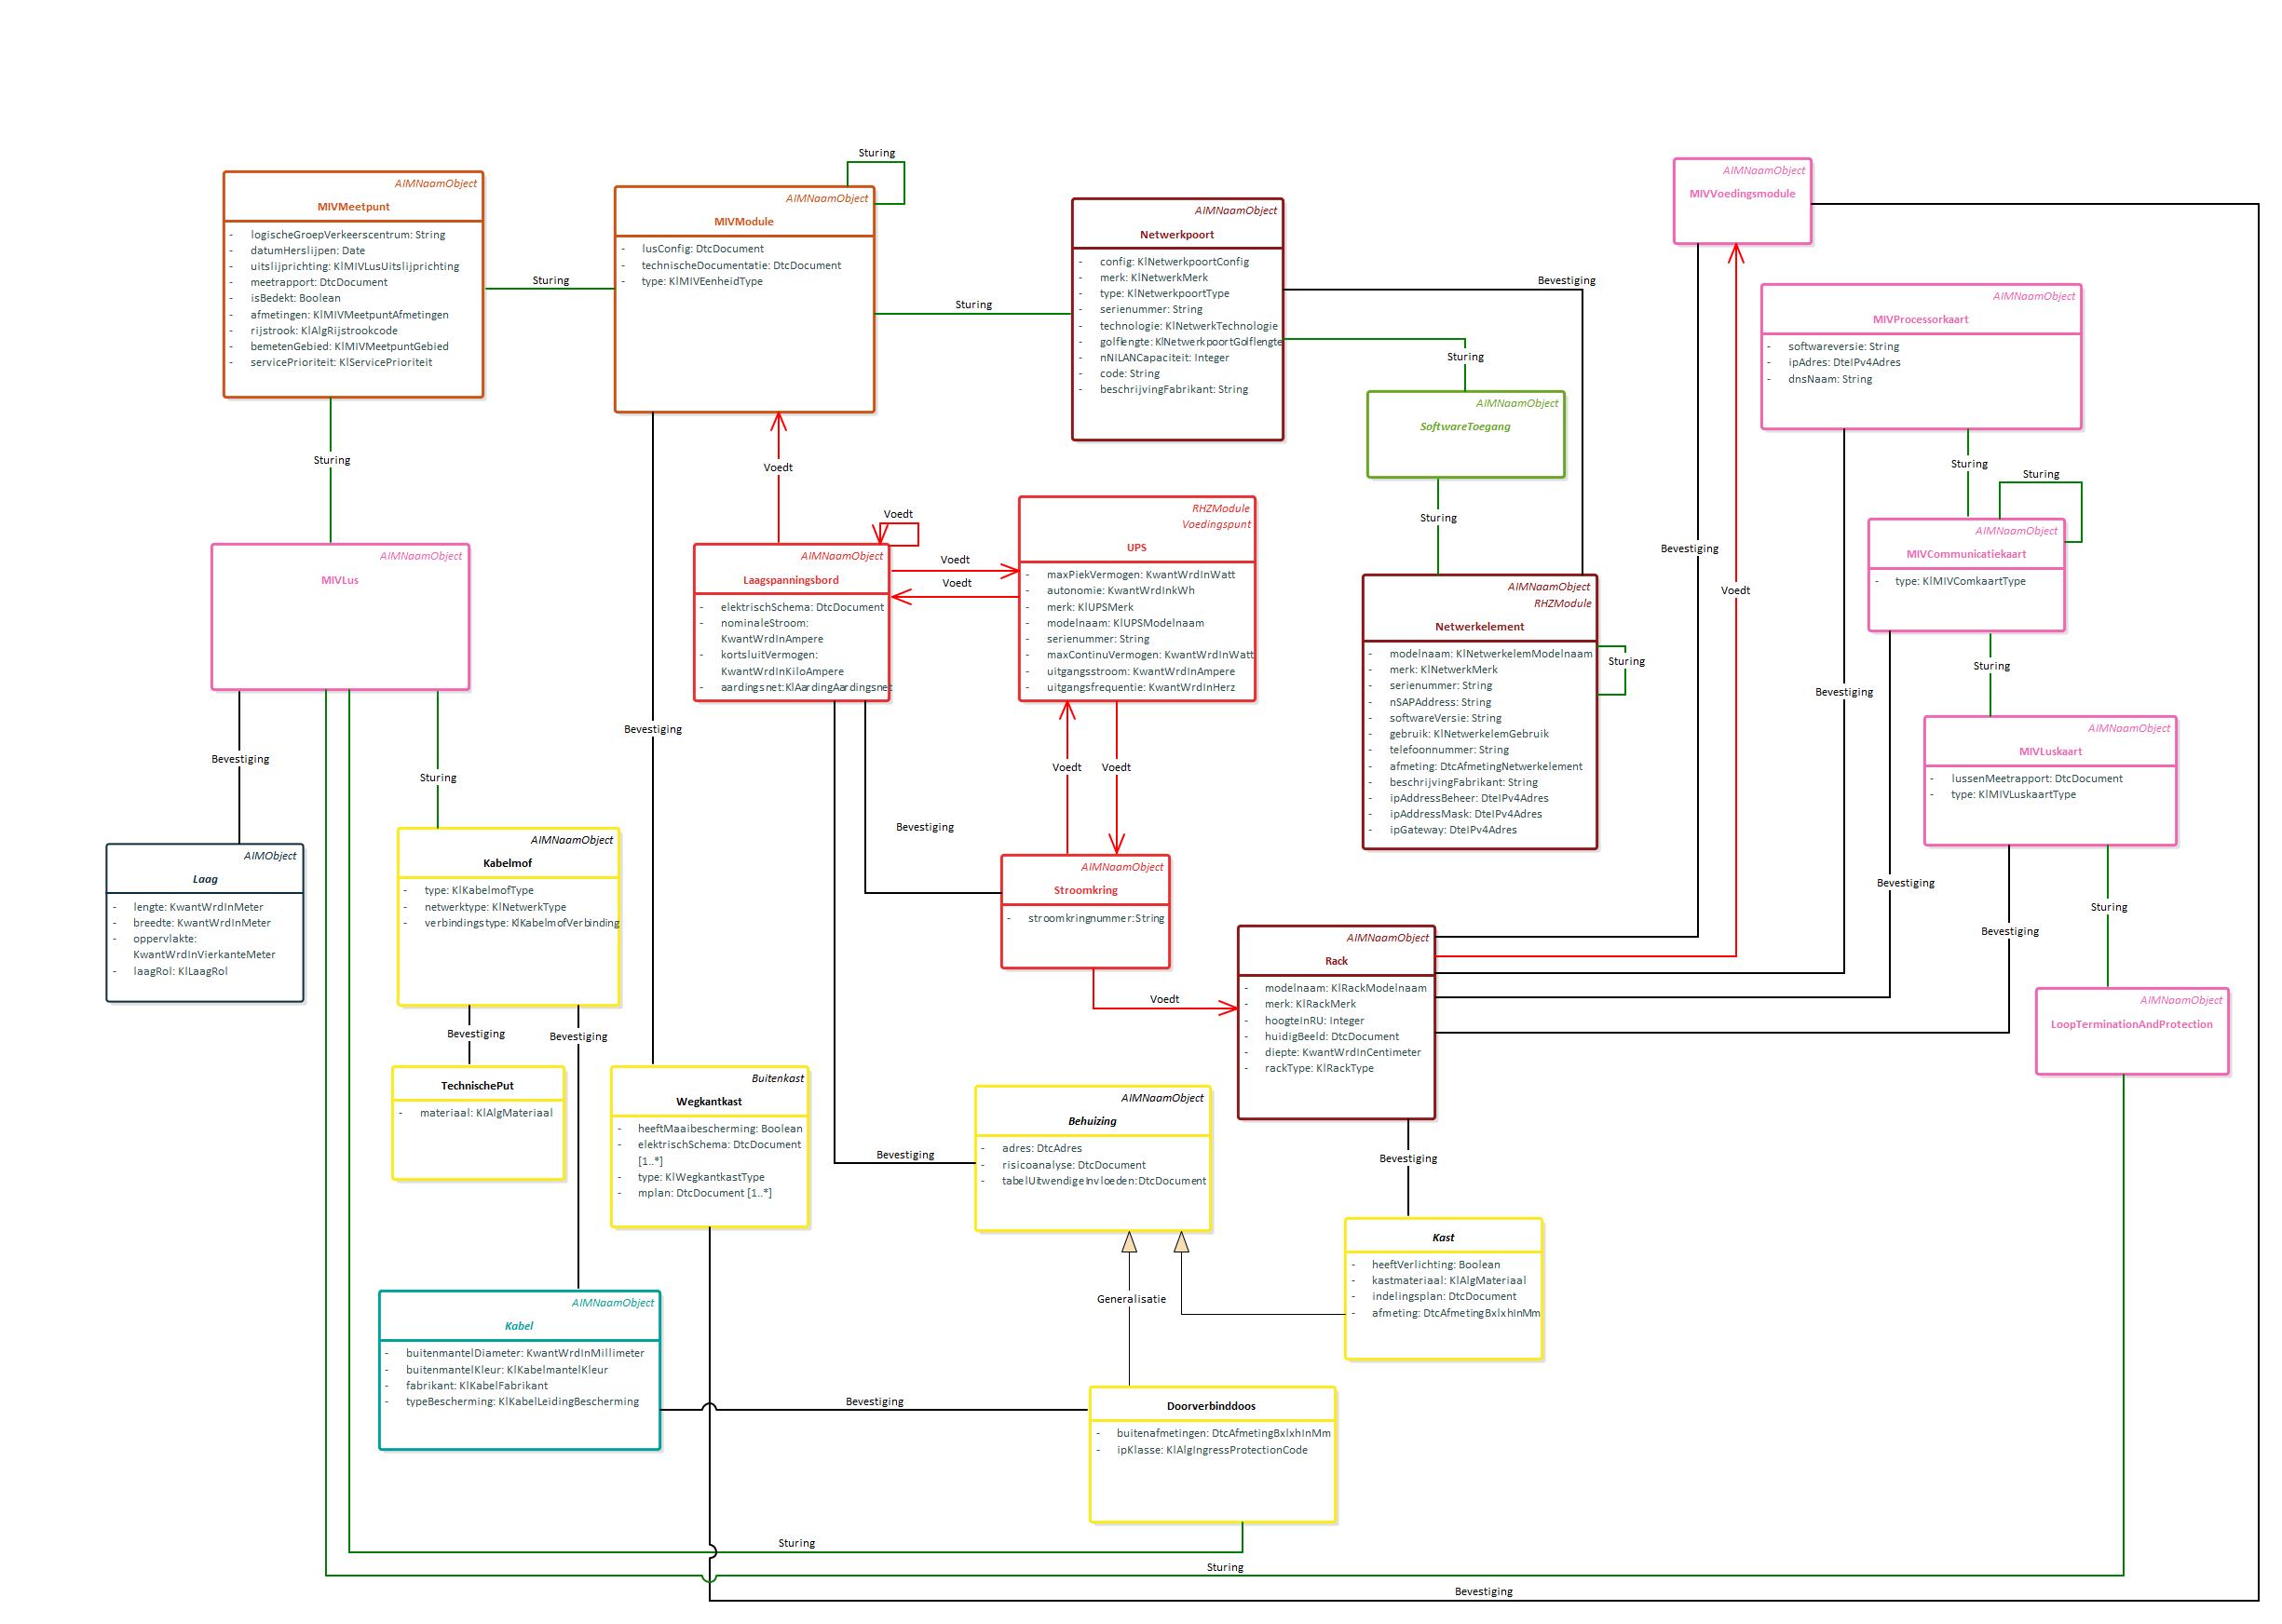 AIMNaamObject
MIVMeetpunt
- logischeGroepVerkeerscentrum: String
- datumHerslijpen: Date
- uitslijprichting: KlMIVLusUitslijprichting
- meetrapport: DtcDocument
- isBedekt: Boolean
- afmetingen: KlMIVMeetpuntAfmetingen
- rijstrook: KlAlgRijstrookcode
- bemetenGebied: KlMIVMeetpuntGebied
- servicePrioriteit: KlServicePrioriteit
Sturing
Sturing
AIMNaamObject
MIVModule
- lusConfig: DtcDocument
- technischeDocumentatie: DtcDocument
- type: KlMIVEenheidType
Sturing
AIMNaamObject
Netwerkpoort
- config: KlNetwerkpoortConfig
- merk: KlNetwerkMerk
- type: KlNetwerkpoortType
- serienummer: String
- technologie: KlNetwerkTechnologie
- golflengte: KlNetwerkpoortGolflengte
- nNILANCapaciteit: Integer
- code: String
- beschrijvingFabrikant: String
Bevestiging
Sturing
AIMNaamObject
SoftwareToegang
Sturing
AIMNaamObject
MIVVoedingsmodule
AIMNaamObject
MIVProcessorkaart
- softwareversie: String
- ipAdres: DteIPv4Adres
- dnsNaam: String
Sturing
Sturing
AIMNaamObject
MIVCommunicatiekaart
- type: KlMIVComkaartType
Sturing
Sturing
AIMNaamObject
MIVLus
Voedt
Voedt
AIMNaamObject
Laagspanningsbord
- elektrischSchema: DtcDocument
- nominaleStroom:
KwantWrdInAmpere
- kortsluitVermogen:
KwantWrdInKiloAmpere
- aardingsnet:KlAardingAardingsnet
Voedt
Voedt
RHZModule
Voedingspunt
UPS
- maxPiekVermogen: KwantWrdInWatt
- autonomie: KwantWrdInkWh
- merk: KlUPSMerk
- modelnaam: KlUPSModelnaam
- serienummer: String
- maxContinuVermogen: KwantWrdInWatt
- uitgangsstroom: KwantWrdInAmpere
- uitgangsfrequentie: KwantWrdInHerz
AIMNaamObject
RHZModule
Netwerkelement
- modelnaam: KlNetwerkelemModelnaam
- merk: KlNetwerkMerk
- serienummer: String
- nSAPAddress: String
- softwareVersie: String
- gebruik: KlNetwerkelemGebruik
- telefoonnummer: String
- afmeting: DtcAfmetingNetwerkelement
- beschrijvingFabrikant: String
- ipAddressBeheer: DteIPv4Adres
- ipAddressMask: DteIPv4Adres
- ipGateway: DteIPv4Adres
Sturing
Bevestiging
Voedt
Bevestiging
AIMNaamObject
MIVLuskaart
- lussenMeetrapport: DtcDocument
- type: KlMIVLuskaartType
Bevestiging
Bevestiging
Sturing
Bevestiging
Sturing
Bevestiging
Bevestiging
Voedt
Voedt
AIMObject
Laag
- lengte: KwantWrdInMeter
- breedte: KwantWrdInMeter
- oppervlakte:
KwantWrdInVierkanteMeter
- laagRol: KlLaagRol
AIMNaamObject
Kabelmof
- type: KlKabelmofType
- netwerktype: KlNetwerkType
- verbindingstype: KlKabelmofVerbinding
AIMNaamObject
Stroomkring
- stroomkringnummer:String
Voedt
AIMNaamObject
Rack
- modelnaam: KlRackModelnaam
- merk: KlRackMerk
- hoogteInRU: Integer
- huidigBeeld: DtcDocument
- diepte: KwantWrdInCentimeter
- rackType: KlRackType
AIMNaamObject
LoopTerminationAndProtection
Bevestiging
Bevestiging
TechnischePut
- materiaal: KlAlgMateriaal
Buitenkast
Wegkantkast
- heeftMaaibescherming: Boolean
- elektrischSchema: DtcDocument
[1..*]
- type: KlWegkantkastType
- mplan: DtcDocument [1..*]
Bevestiging
AIMNaamObject
Behuizing
- adres: DtcAdres
- risicoanalyse: DtcDocument
- tabelUitwendigeInvloeden:DtcDocument
Bevestiging
Kast
- heeftVerlichting: Boolean
- kastmateriaal: KlAlgMateriaal
- indelingsplan: DtcDocument
- afmeting: DtcAfmetingBxlxhInMm
Generalisatie
AIMNaamObject
Kabel
- buitenmantelDiameter: KwantWrdInMillimeter
- buitenmantelKleur: KlKabelmantelKleur
- fabrikant: KlKabelFabrikant
- typeBescherming: KlKabelLeidingBescherming
Bevestiging
Doorverbinddoos
- buitenafmetingen: DtcAfmetingBxlxhInMm
- ipKlasse: KlAlgIngressProtectionCode
Sturing
Sturing
Bevestiging